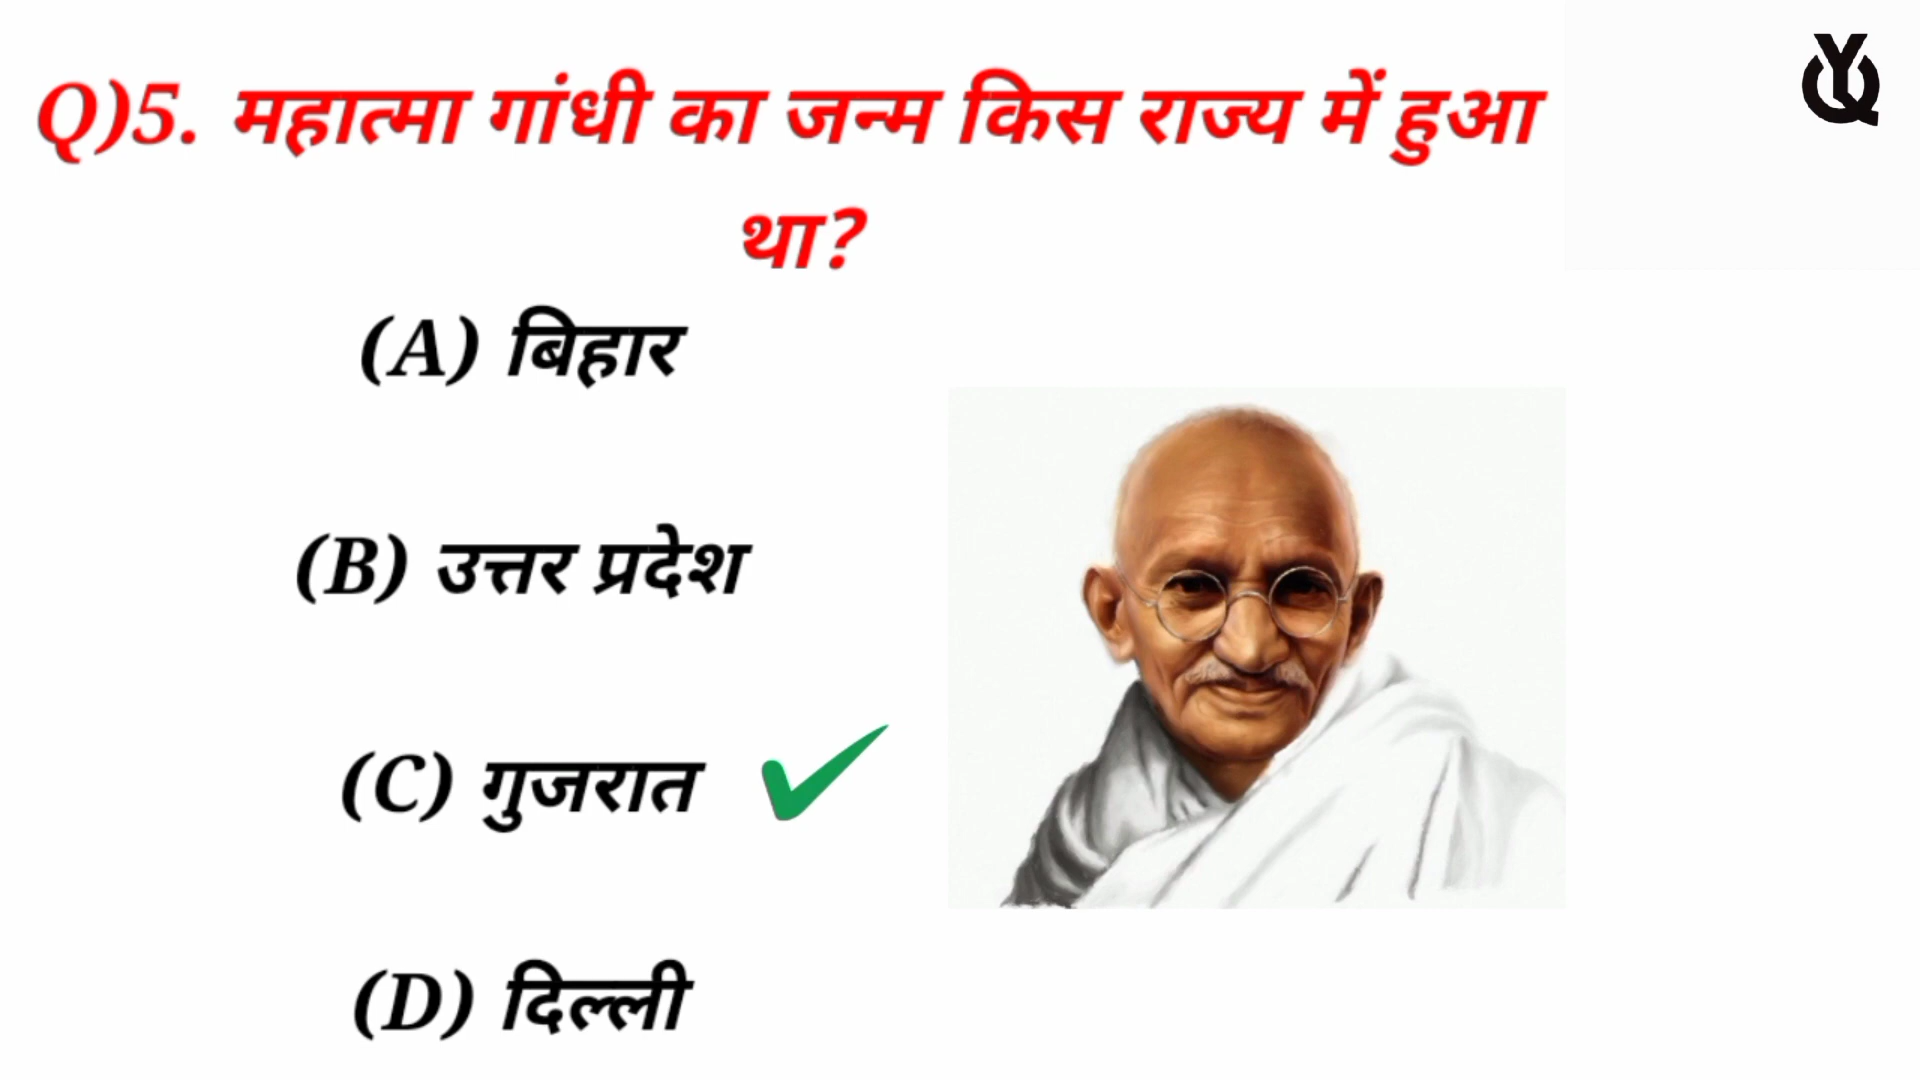 Q)5. महात्मा गांधी का जन्म किस राज्य में हुआ
था?
(A) बिहार
(B) उत्तर प्रदेश
(C) गुजरात
(D) दिल्ली